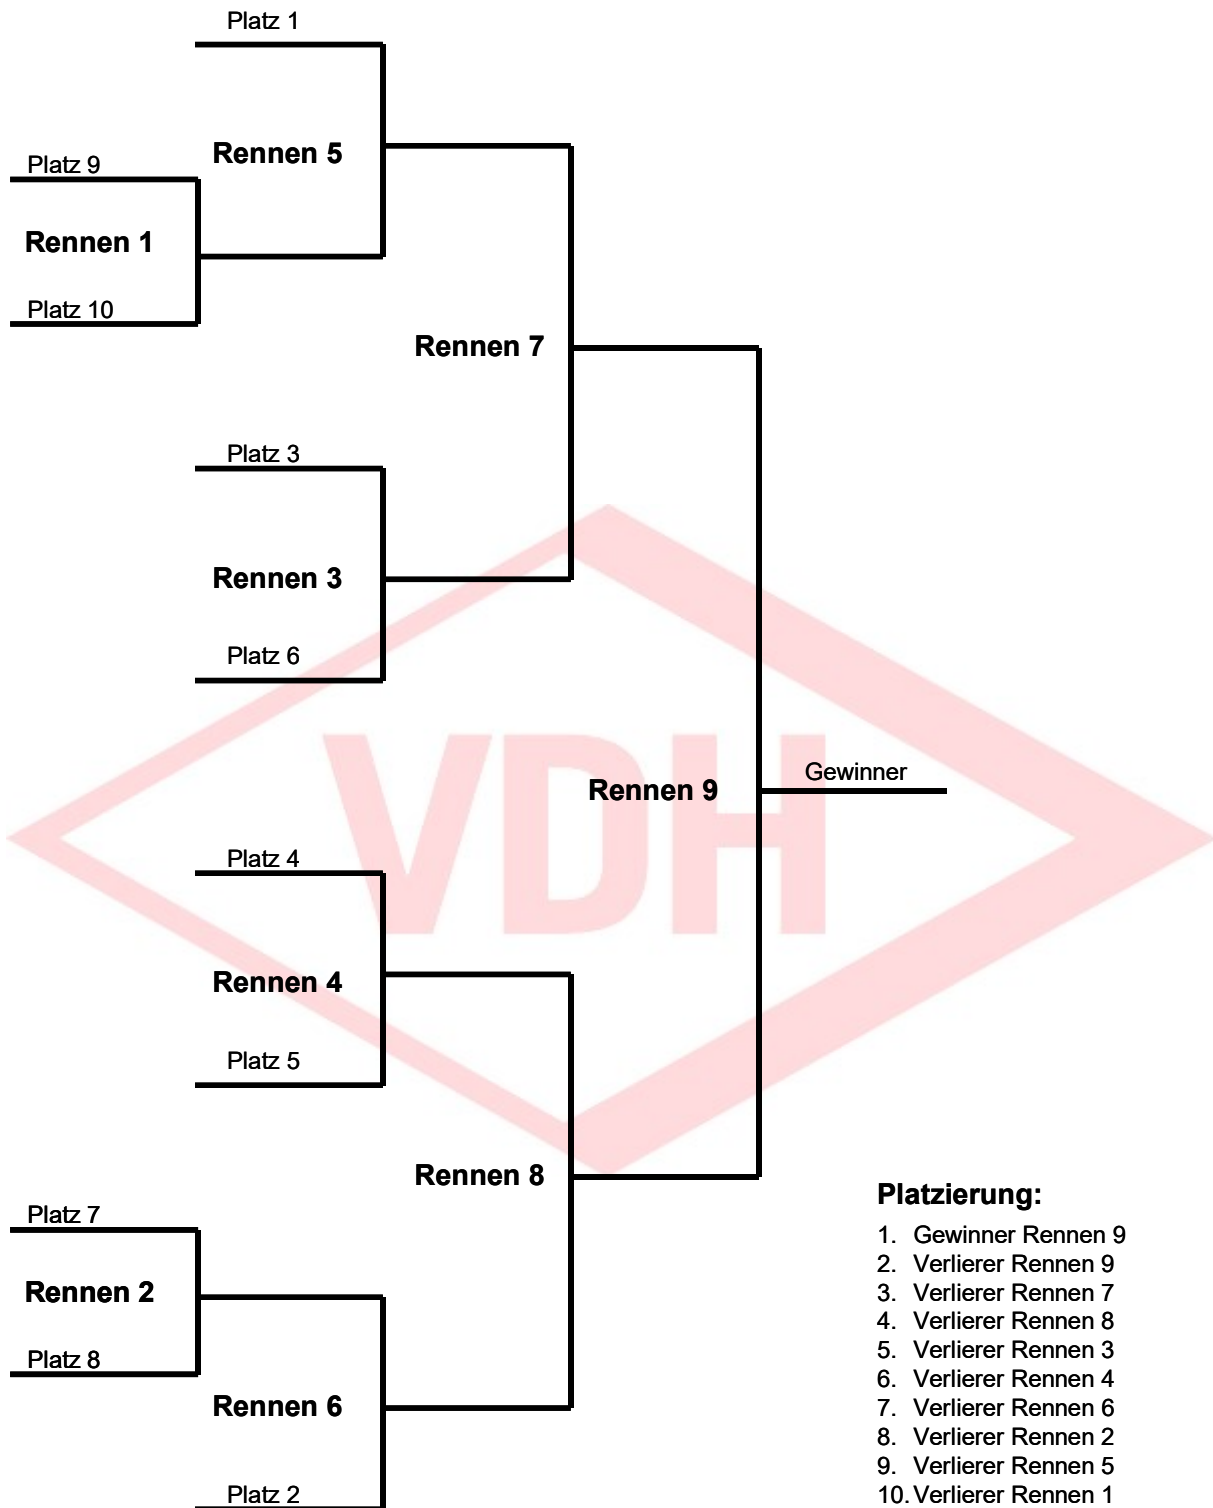 Platz 1
Rennen 5
Platz 9
Rennen 1
Platz 10
Rennen 7
Platz 3
Rennen 3
Platz 6
VDH
Gewinner
Rennen 9
Platz 4
Rennen 4
Platz 5
Rennen 8
Platz 7
Rennen 2
Platz 8
Rennen 6
Platz 2
Platzierung:
1. Gewinner Rennen 9
2. Verlierer Rennen 9
3. Verlierer Rennen 7
4. Verlierer Rennen 8
5. Verlierer Rennen 3
6. Verlierer Rennen 4
7. Verlierer Rennen 6
8. Verlierer Rennen 2
9. Verlierer Rennen 5
10. Verlierer Rennen 1